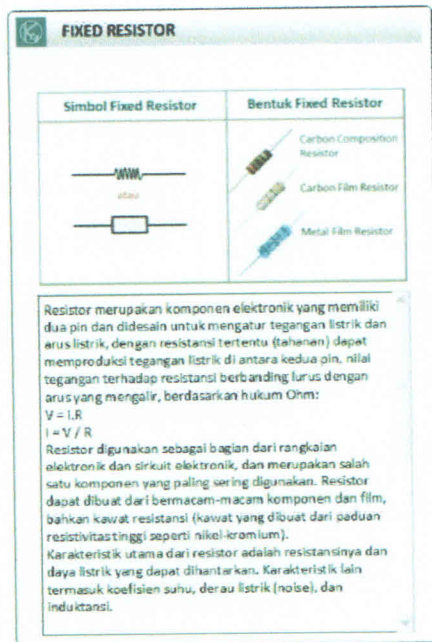 FIXED RESISTOR
Simbol Fixed Resistor
Bentuk Fixed Resistor
atau
Carbon Composition
Resistor
Carbon Film Resistor
Metal Film Resistor
Resistor merupakan komponen elektronik yang memiliki
dua pin dan didesain untuk mengatur tegangan listrik dan
arus listrik, dengan resistansi tertentu (tahanan) dapat
memproduksi tegangan listrik di antara kedua pin, nilai
tegangan terhadap resistansi berbanding lurus dengan
arus yang mengalir, berdasarkan hukum Ohm:
V = I.R
I = V / R
Resistor digunakan sebagai bagian dari rangkaian
elektronik dan sirkuit elektronik, dan merupakan salah
satu komponen yang paling sering digunakan. Resistor
dapat dibuat dari bermacam-macam komponen dan film,
bahkan kawat resistansi (kawat yang dibuat dari paduan
resistivitas tinggi seperti nikel-kromium).
Karakteristik utama dari resistor adalah resistansinya dan
daya listrik yang dapat dihantarkan. Karakteristik lain
termasuk koefisien suhu, derau listrik (noise), dan
induktansi.